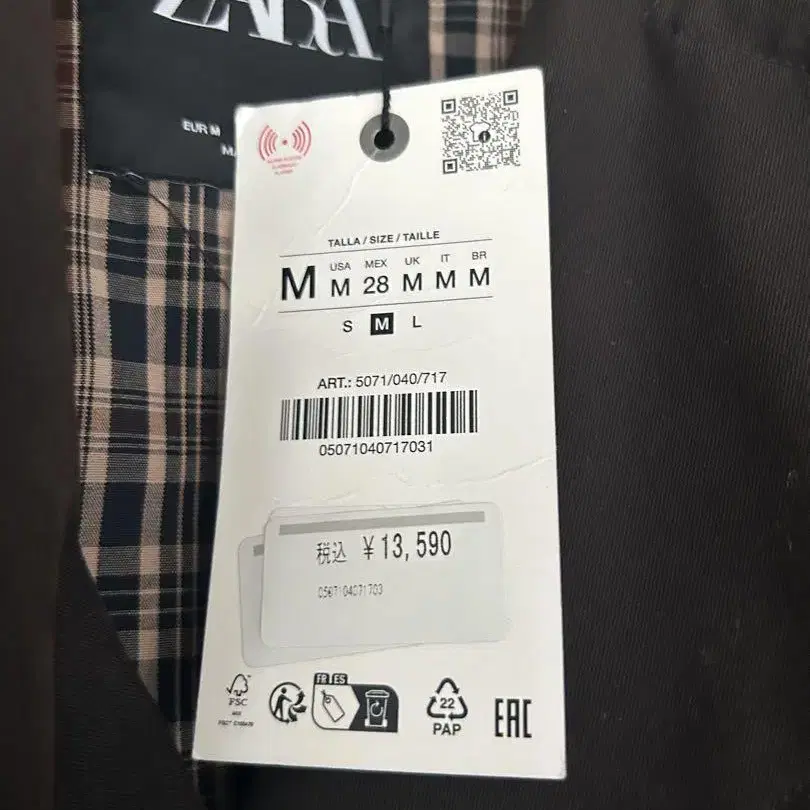 ZARA
EUR M
TALLA / SIZE / TAILLE
USA MEX UK IT BR
M M 28 M M M
S M L
ART.: 5071/040/717
05071040717031
税込 ¥13,590
0507104071703
FSC
FR ES
22
PAP
EAC